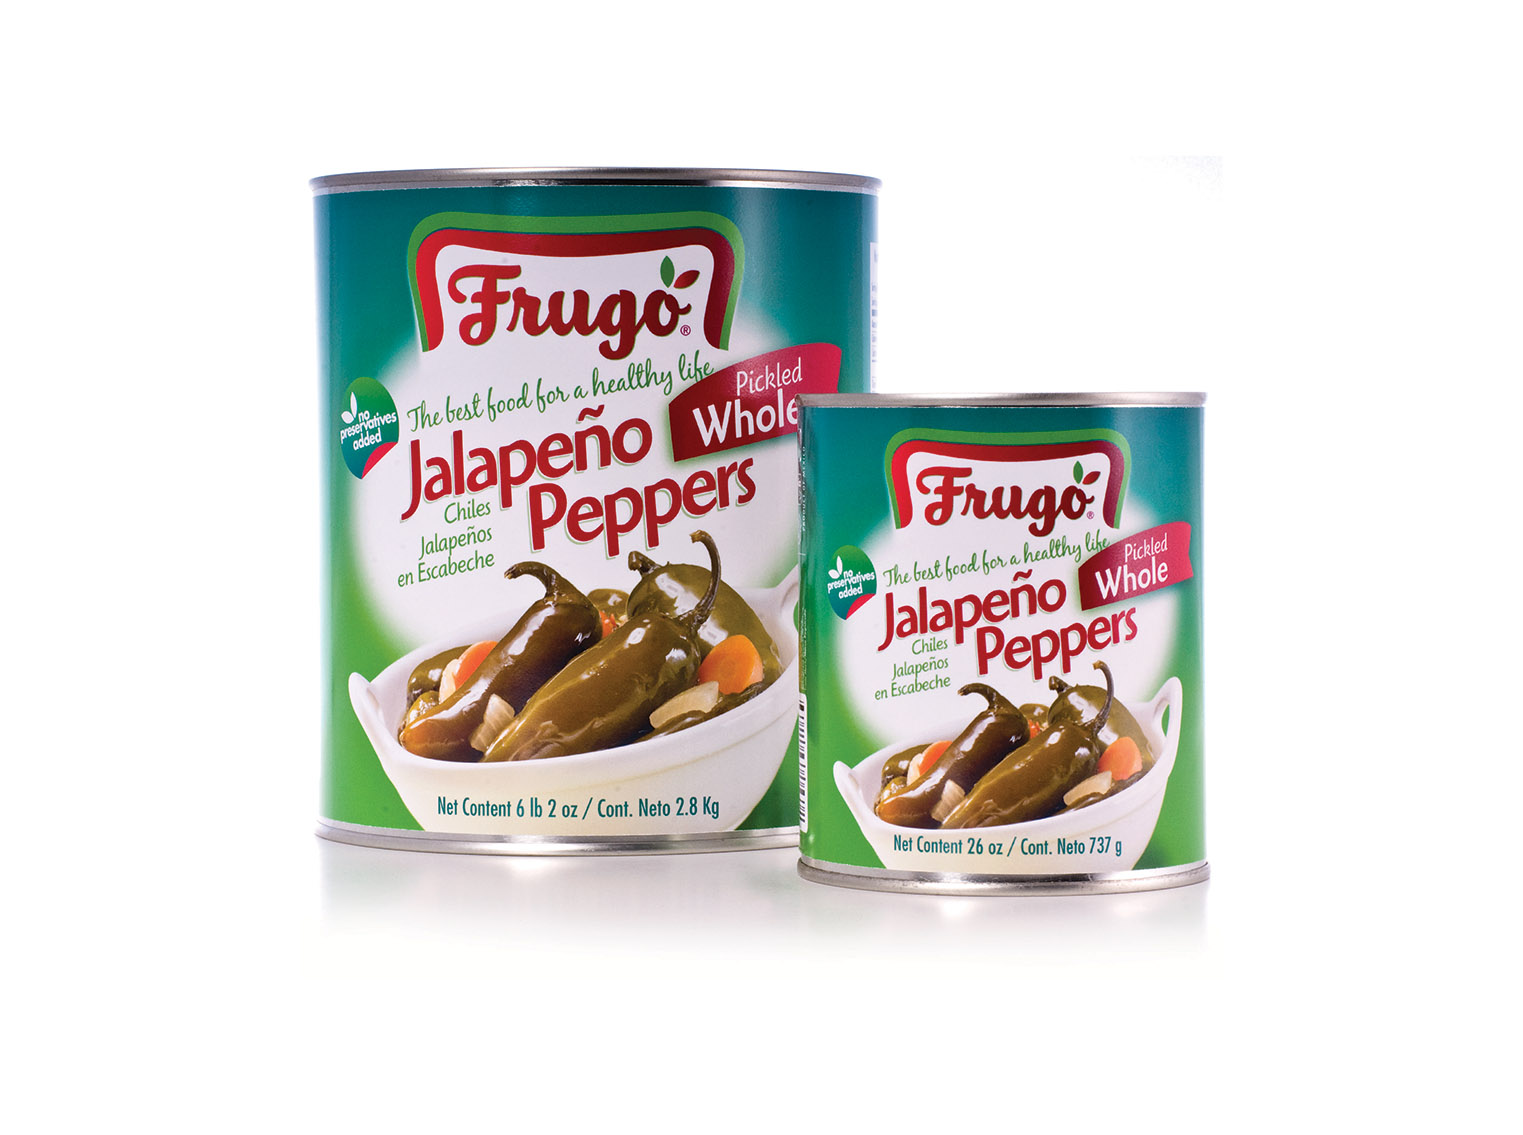 Frugo®
The best food for a healthy life
no
preservatives
added
Pickled
Whole
Jalapeño
Peppers
Chiles
Jalapeños
en Escabeche
Net Content 6 lb 2 oz / Cont. Neto 2.8 Kg
Frugo®
The best food for a healthy life
no
preservatives
added
Pickled
Whole
Jalapeño
Peppers
Chiles
Jalapeños
en Escabeche
Net Content 26 oz / Cont. Neto 737 g